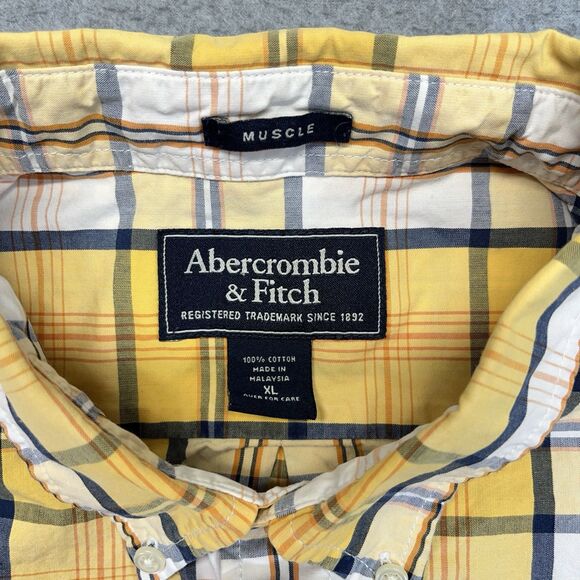 MUSCLE
Abercrombie
& Fitch
REGISTERED TRADEMARK SINCE 1892
100% COTTON
MADE IN
MALAYSIA
XL
OVER FOR CARE